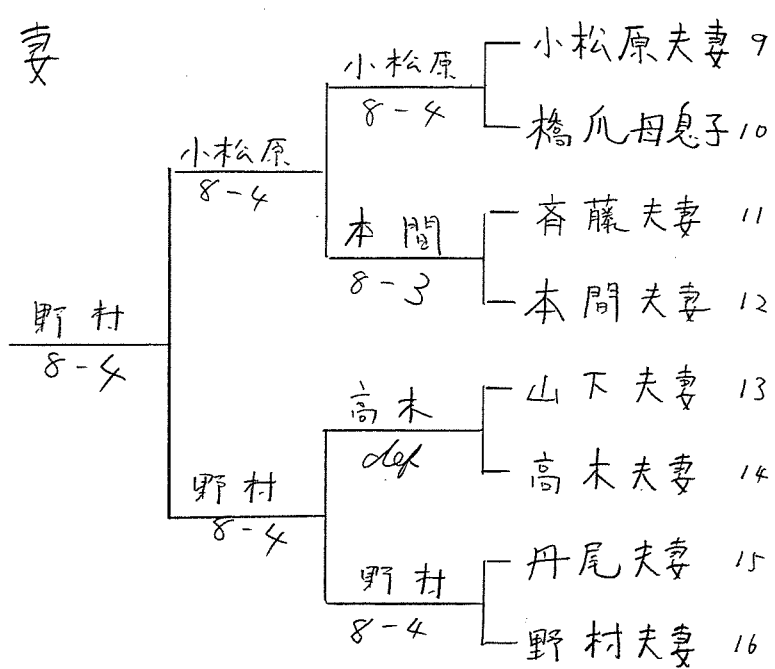 妻
小松原夫妻 9
小松原
8-4
橋爪母息子 10
小松原
8-4
斉藤夫妻 11
本間
8-3
本間夫妻 12
野村
8-4
山下夫妻 13
高木
def
高木夫妻 14
野村
8-4
丹尾夫妻 15
野村
8-4
野村夫妻 16